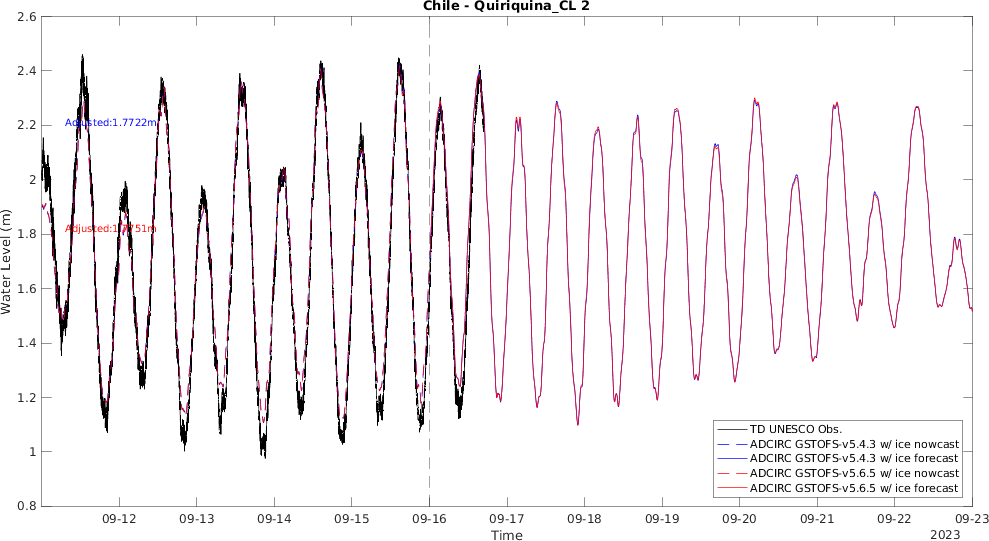 Chile - Quiriquina_CL 2
2.6
2.4
2.2
2
1.8
1.6
1.4
1.2
1
0.8
Water Level (m)
Adjusted:1.7722m
Adjusted:1.7751m
TD UNESCO Obs.
ADCIRC GSTOFS-v5.4.3 w/ ice nowcast
ADCIRC GSTOFS-v5.4.3 w/ ice forecast
ADCIRC GSTOFS-v5.6.5 w/ ice nowcast
ADCIRC GSTOFS-v5.6.5 w/ ice forecast
09-12 09-13 09-14 09-15 09-16 09-17 09-18 09-19 09-20 09-21 09-22 09-23
Time
2023